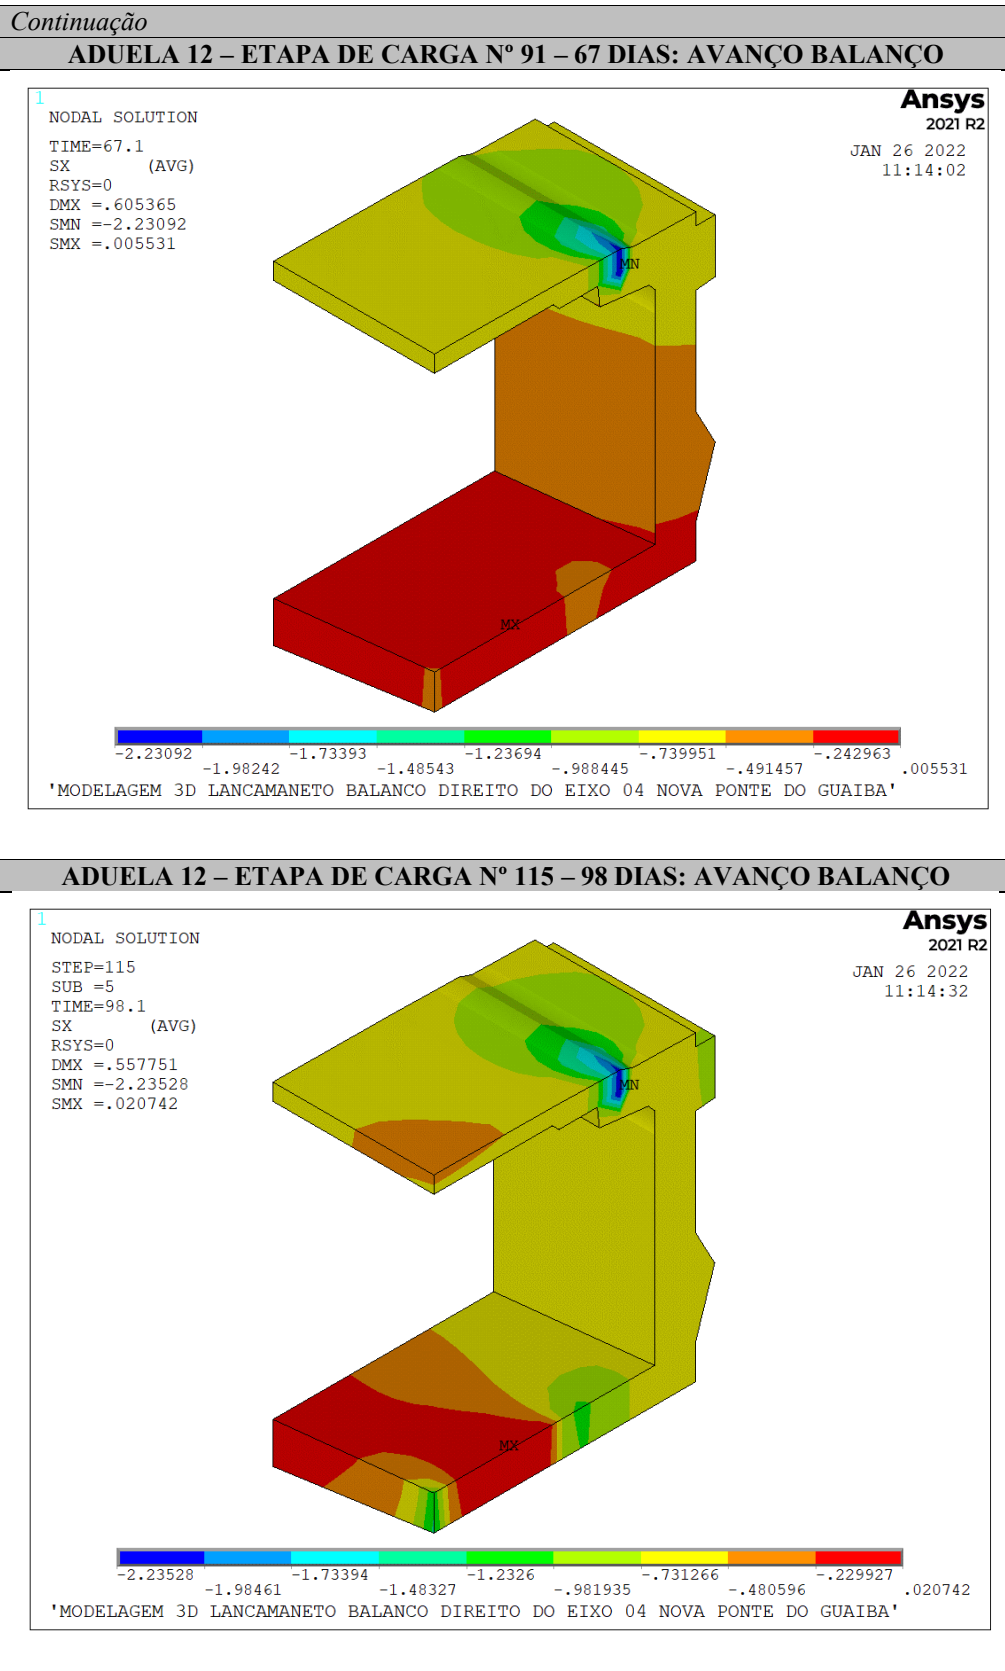 Continuação
ADUELA 12 – ETAPA DE CARGA Nº 91 – 67 DIAS: AVANÇO BALANÇO
1
NODAL SOLUTION
TIME=67.1
SX (AVG)
RSYS=0
DMX =.605365
SMN =-2.23092
SMX =.005531
Ansys
2021 R2
JAN 26 2022
11:14:02
MN
MX
-2.23092 -1.73393 -1.23694 -.739951 -.242963
-1.98242 -1.48543 -.988445 -.491457 .005531
'MODELAGEM 3D LANCAMANETO BALANCO DIREITO DO EIXO 04 NOVA PONTE DO GUAIBA'
ADUELA 12 – ETAPA DE CARGA Nº 115 – 98 DIAS: AVANÇO BALANÇO
1
NODAL SOLUTION
STEP=115
SUB =5
TIME=98.1
SX (AVG)
RSYS=0
DMX =.557751
SMN =-2.23528
SMX =.020742
Ansys
2021 R2
JAN 26 2022
11:14:32
MN
MX
-2.23528 -1.73394 -1.2326 -.731266 -.229927
-1.98461 -1.48327 -.981935 -.480596 .020742
'MODELAGEM 3D LANCAMANETO BALANCO DIREITO DO EIXO 04 NOVA PONTE DO GUAIBA'